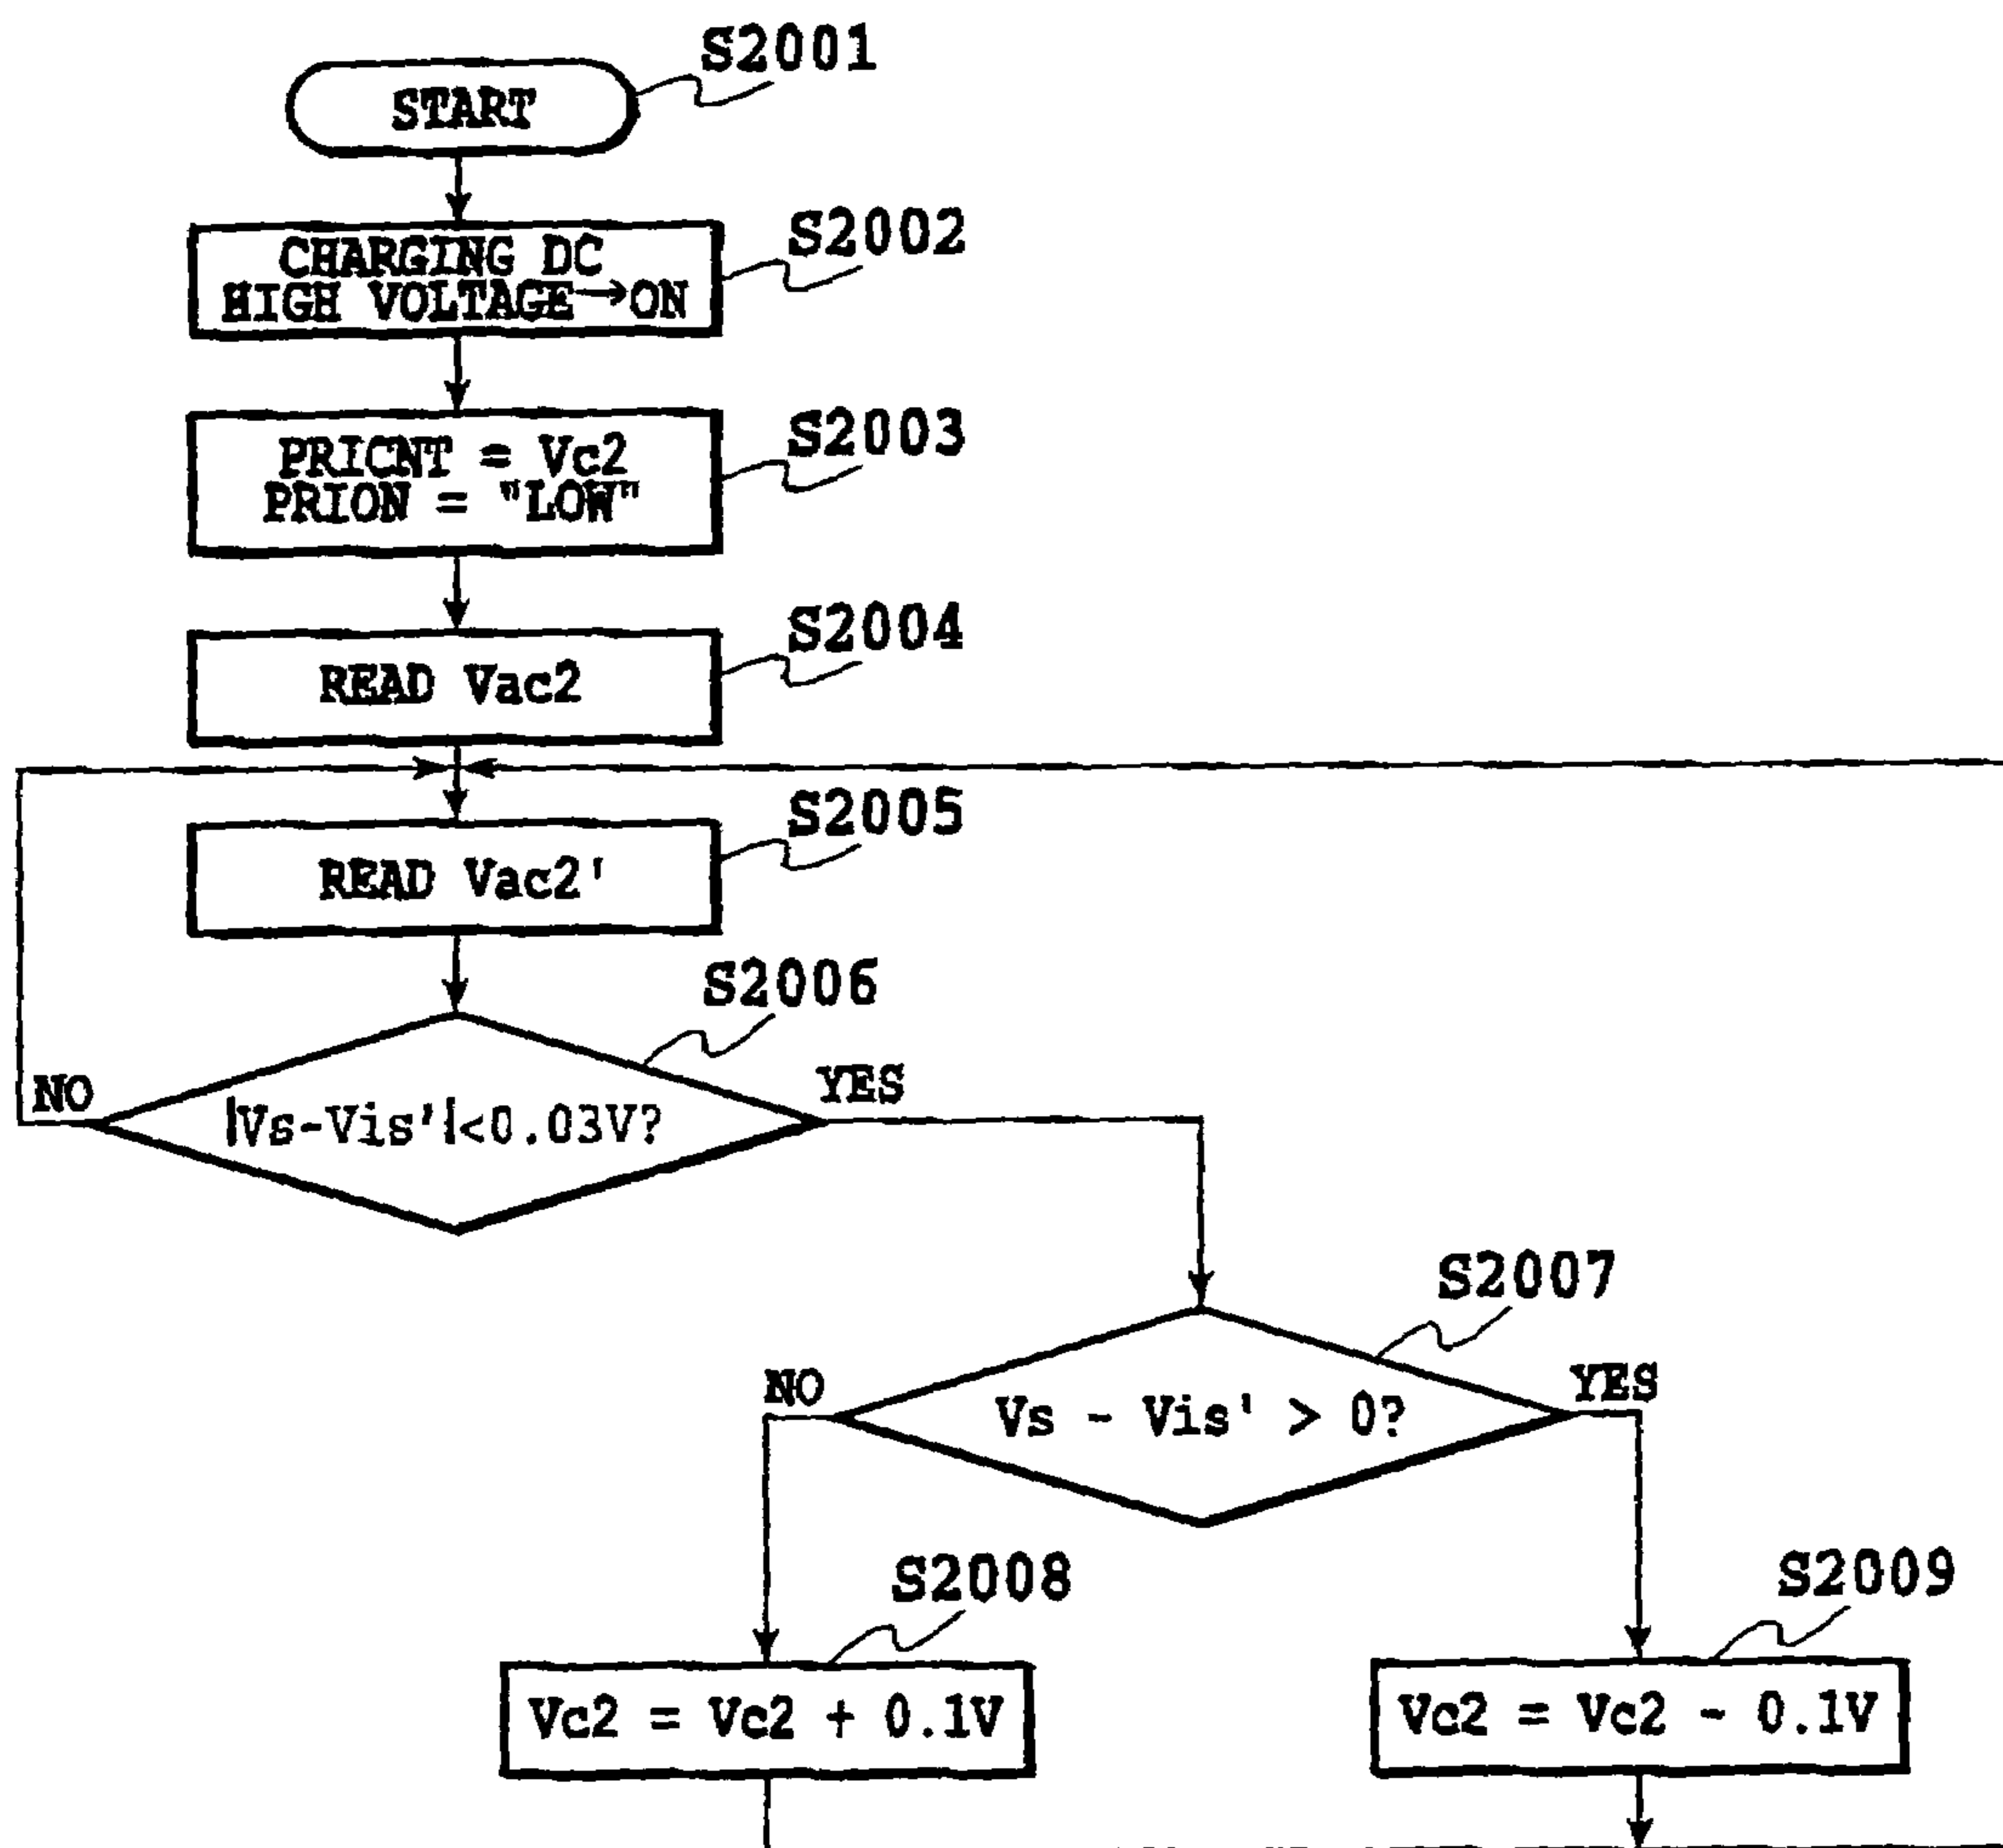 S2001
START
S2002
CHARGING DC
HIGH VOLTAGE→ON
S2003
PRICNT = Vc2
PRION = "LOW"
S2004
READ Vac2
S2005
READ Vac2'
S2006
NO
YES
|Vs-Vis'|<0.03V?
S2007
NO
YES
Vs - Vis' > 0?
S2008
S2009
Vc2 = Vc2 + 0.1V
Vc2 = Vc2 - 0.1V